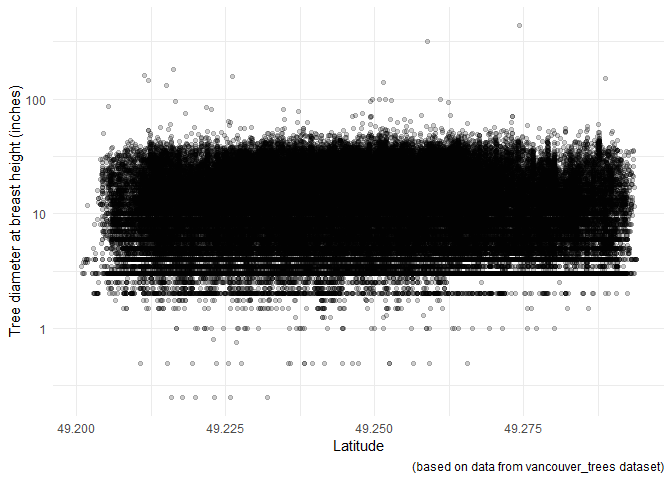 Tree diameter at breast height (inches)
100
10
1
49.200 49.225 49.250 49.275
Latitude
(based on data from vancouver_trees dataset)